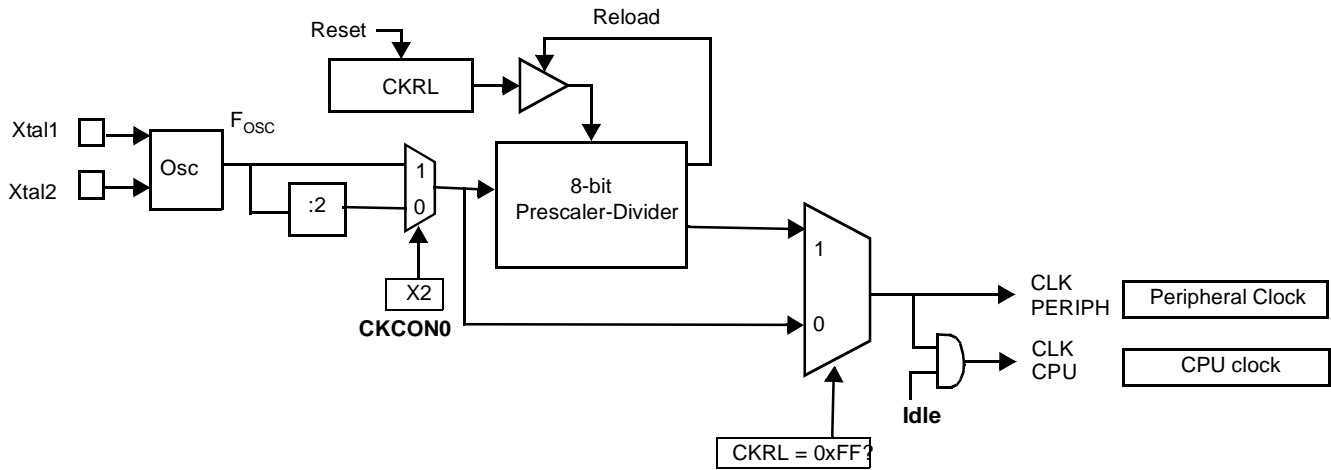 Reload
Reset
CKRL
Xtal1
F_OSC
Osc
Xtal2
:2
1
0
8-bit
Prescaler-Divider
X2
CKCON0
1
0
CLK
PERIPH
Peripheral Clock
CLK
CPU
CPU clock
Idle
CKRL = 0xFF?